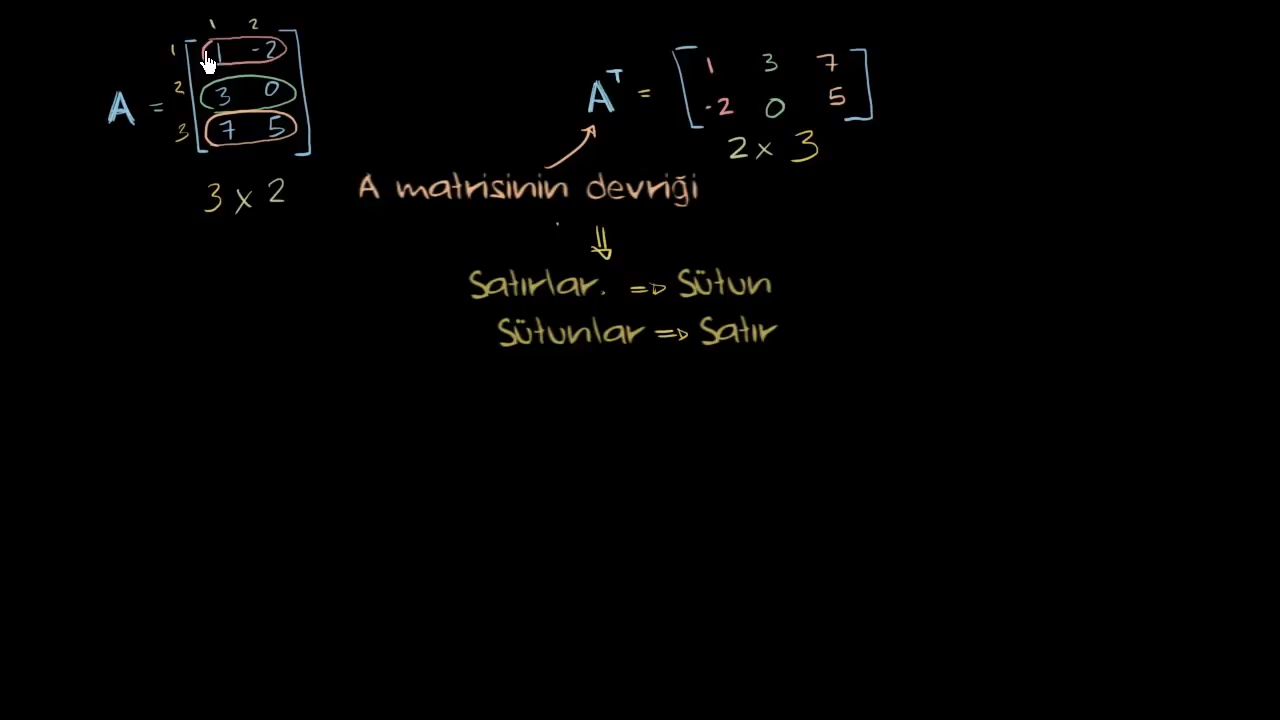 1 2
A = 1 [ 1 -2 ]
2 [ 3 0 ]
3 [ 7 5 ]
3 x 2
Aᵀ = [ 1 3 7 ]
[ -2 0 5 ]
2 x 3
A matrisinin devriği
⇓
Satırlar. => Sütun
Sütunlar => Satır